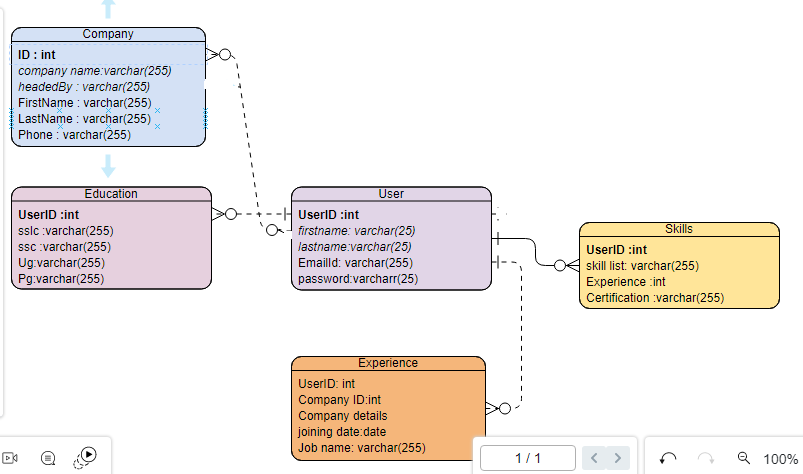 Company
ID : int
company name:varchar(255)
headedBy : varchar(255)
FirstName : varchar(255)
LastName : varchar(255)
Phone : varchar(255)
Education
UserID :int
sslc :varchar(255)
ssc :varchar(255)
Ug:varchar(255)
Pg:varchar(255)
User
UserID :int
firstname: varchar(25)
lastname:varchar(25)
EmailId: varchar(255)
password:varcharr(25)
Skills
UserID :int
skill list: varchar(255)
Experience :int
Certification :varchar(255)
Experience
UserID: int
Company ID:int
Company details
joining date:date
Job name: varchar(255)
1 / 1
100%